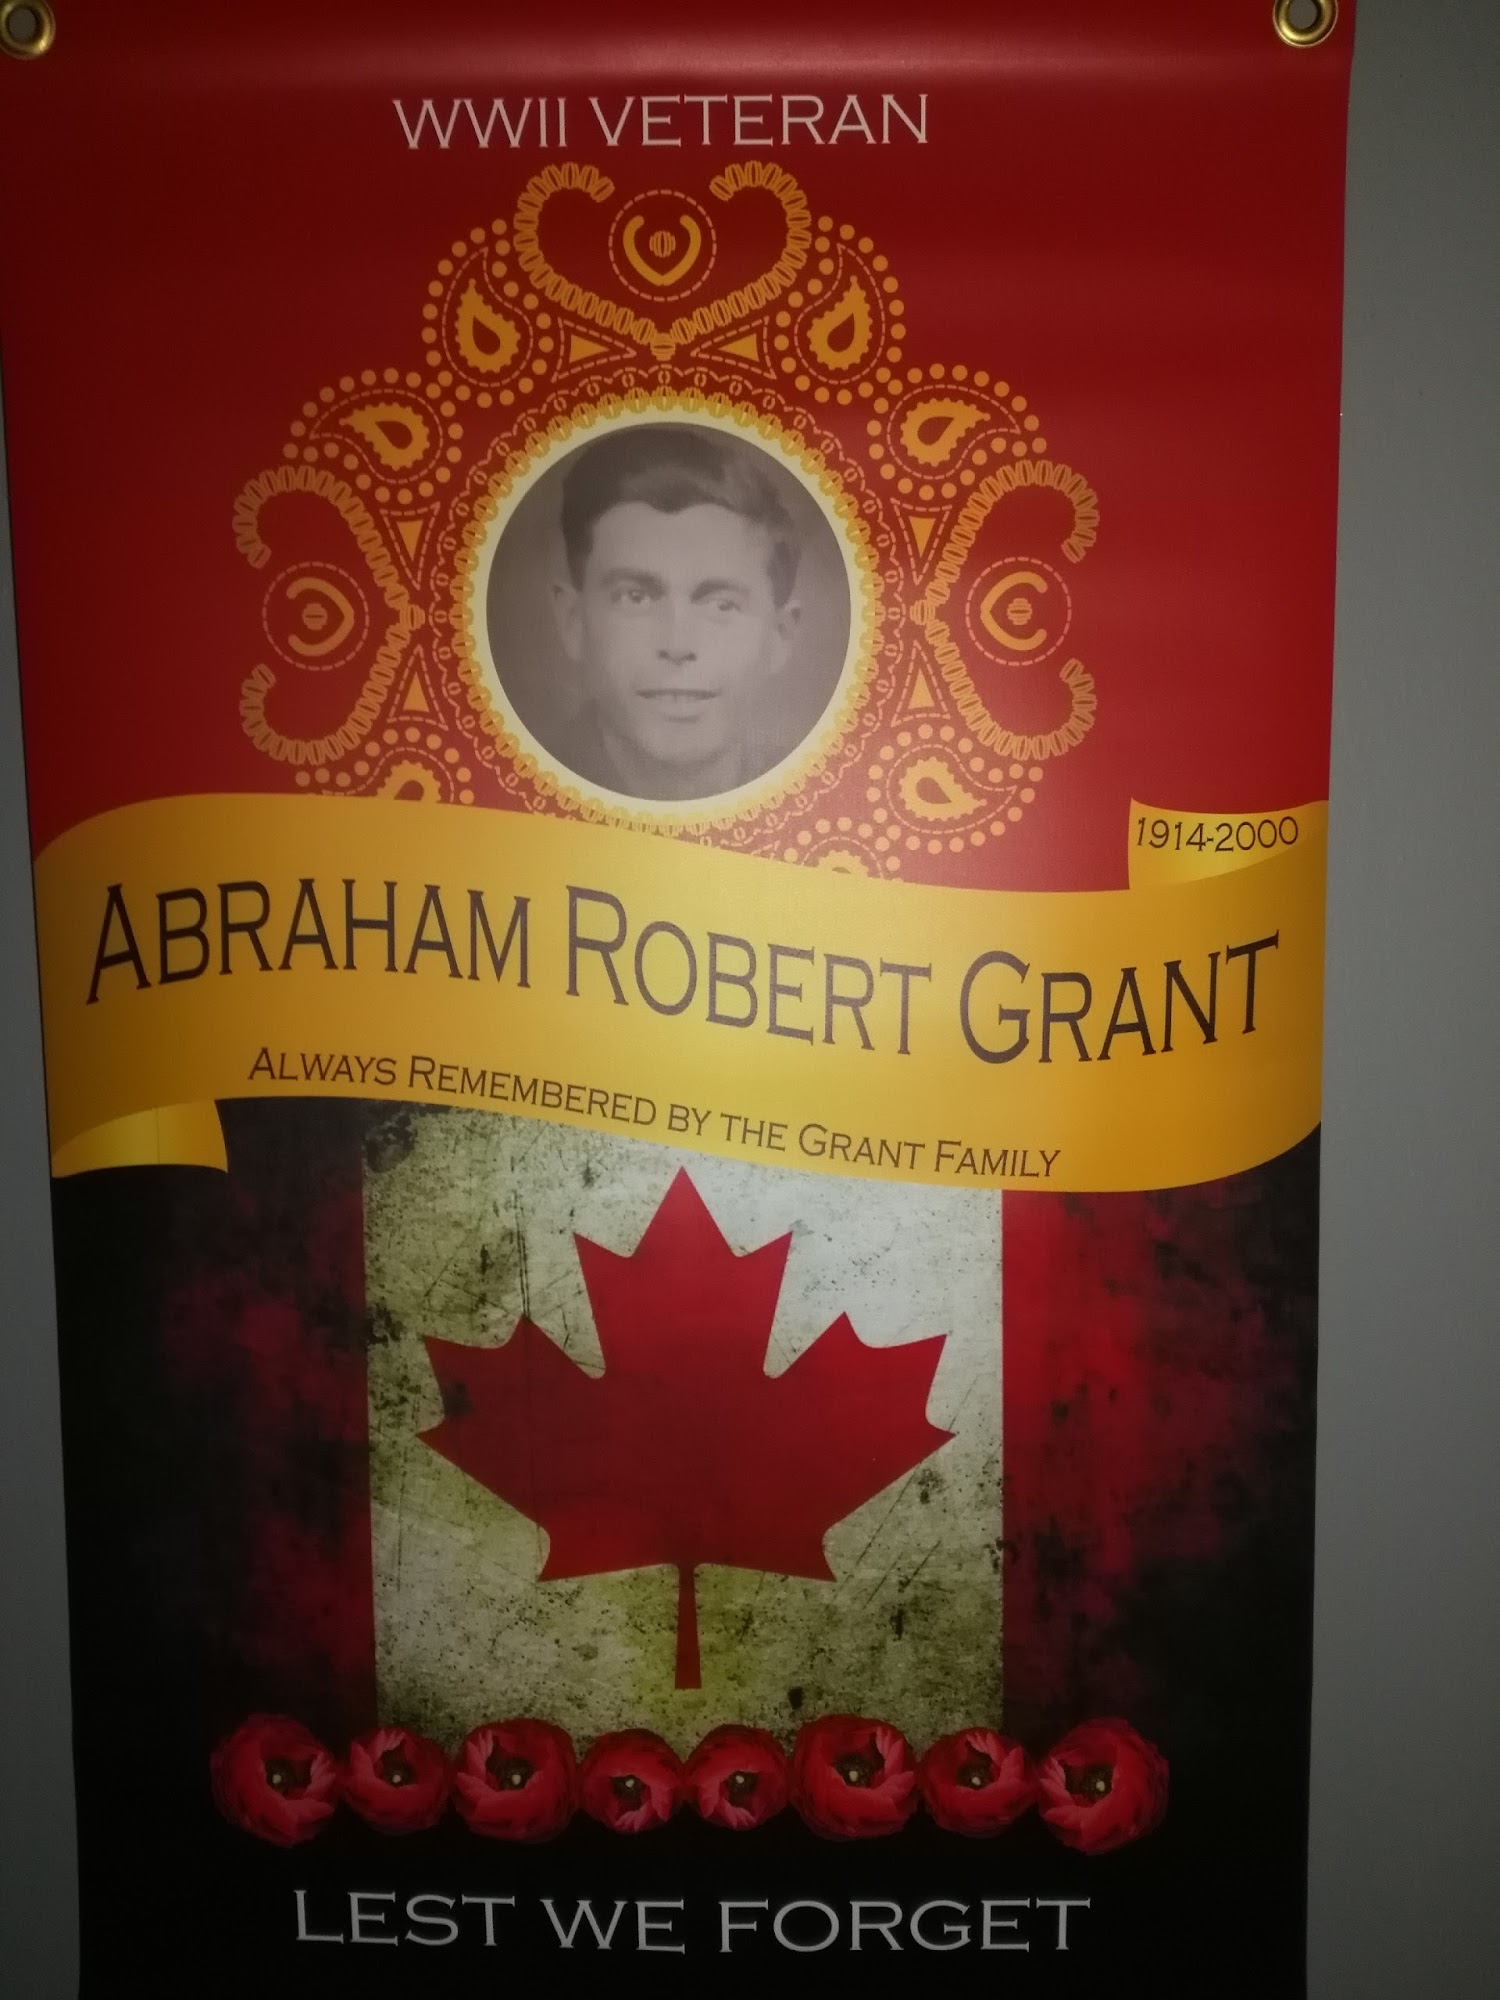 WWII VETERAN
1914-2000
ABRAHAM ROBERT GRANT
ALWAYS REMEMBERED BY THE GRANT FAMILY
LEST WE FORGET